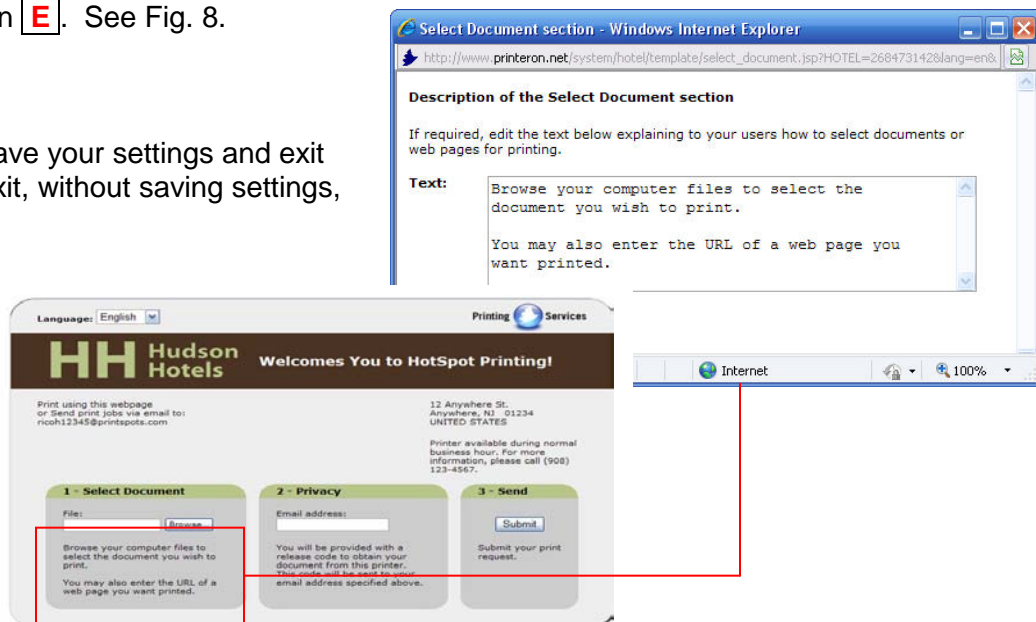 n E. See Fig. 8.
ave your settings and exit
xit, without saving settings,
Select Document section - Windows Internet Explorer
http://www.printeron.net/system/hotel/template/select_document.jsp?HOTEL=268473142&lang=en&
Description of the Select Document section
If required, edit the text below explaining to your users how to select documents or
web pages for printing.
Text:
Browse your computer files to select the
document you wish to print.
You may also enter the URL of a web page you
want printed.
Internet
100%
Language: English
Printing Services
HH Hudson
Hotels
Welcomes You to HotSpot Printing!
Print using this webpage
or Send print jobs via email to:
ricoh12345@printspots.com
12 Anywhere St.
Anywhere, NJ 01234
UNITED STATES
Printer available during normal
business hour. For more
information, please call (908)
123-4567.
1 - Select Document
File:
Browse...
Browse your computer files to
select the document you wish to
print.
You may also enter the URL of a
web page you want printed.
2 - Privacy
Email address:
You will be provided with a
release code to obtain your
document from this printer.
This code will be sent to your
email address specified above.
3 - Send
Submit
Submit your print
request.